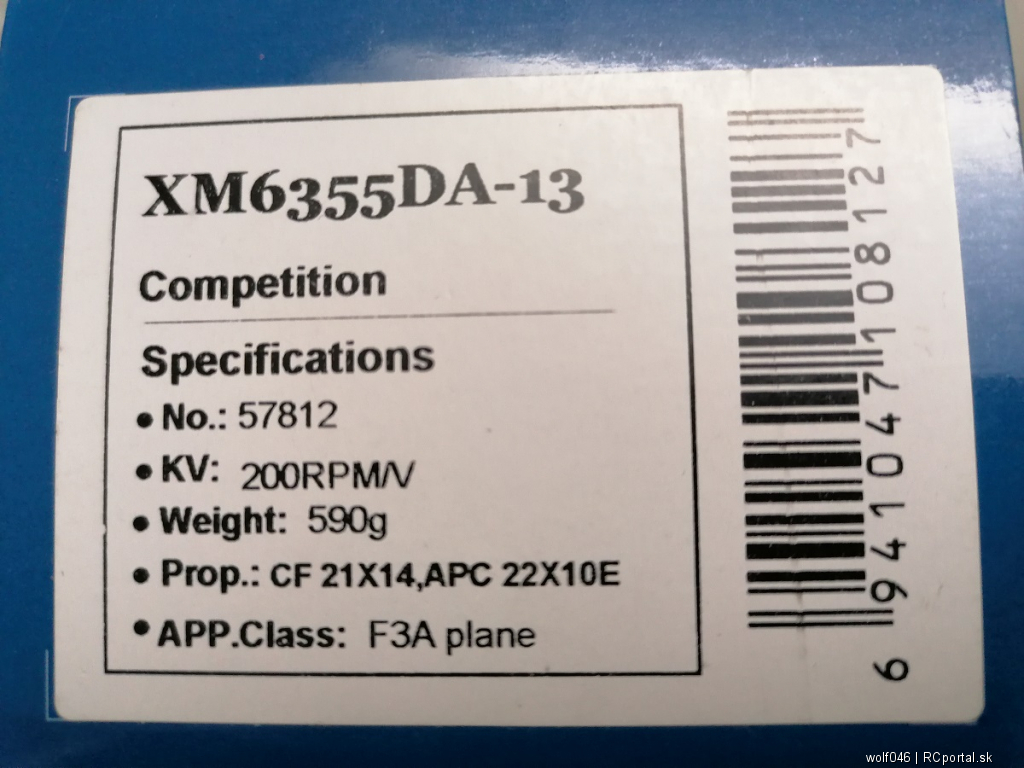 XM6355DA-13
Competition
Specifications
• No.: 57812
• KV: 200RPM/V
• Weight: 590g
• Prop.: CF 21X14,APC 22X10E
• APP.Class: F3A plane
6 941047 108127
wolf046 | RCportal.sk